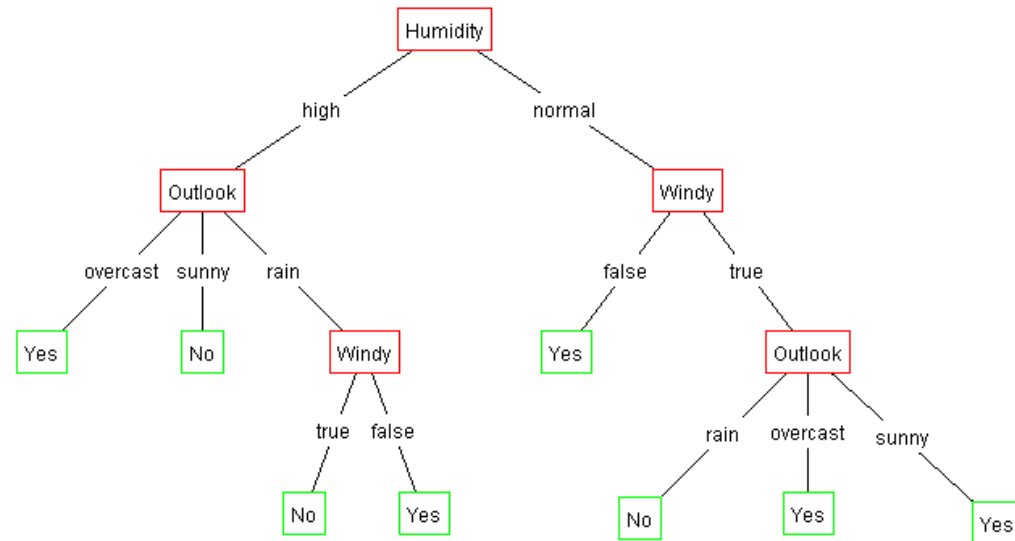 Humidity
high normal
Outlook Windy
overcast sunny rain false true
Yes No Windy Yes Outlook
true false rain overcast sunny
No Yes No Yes Yes